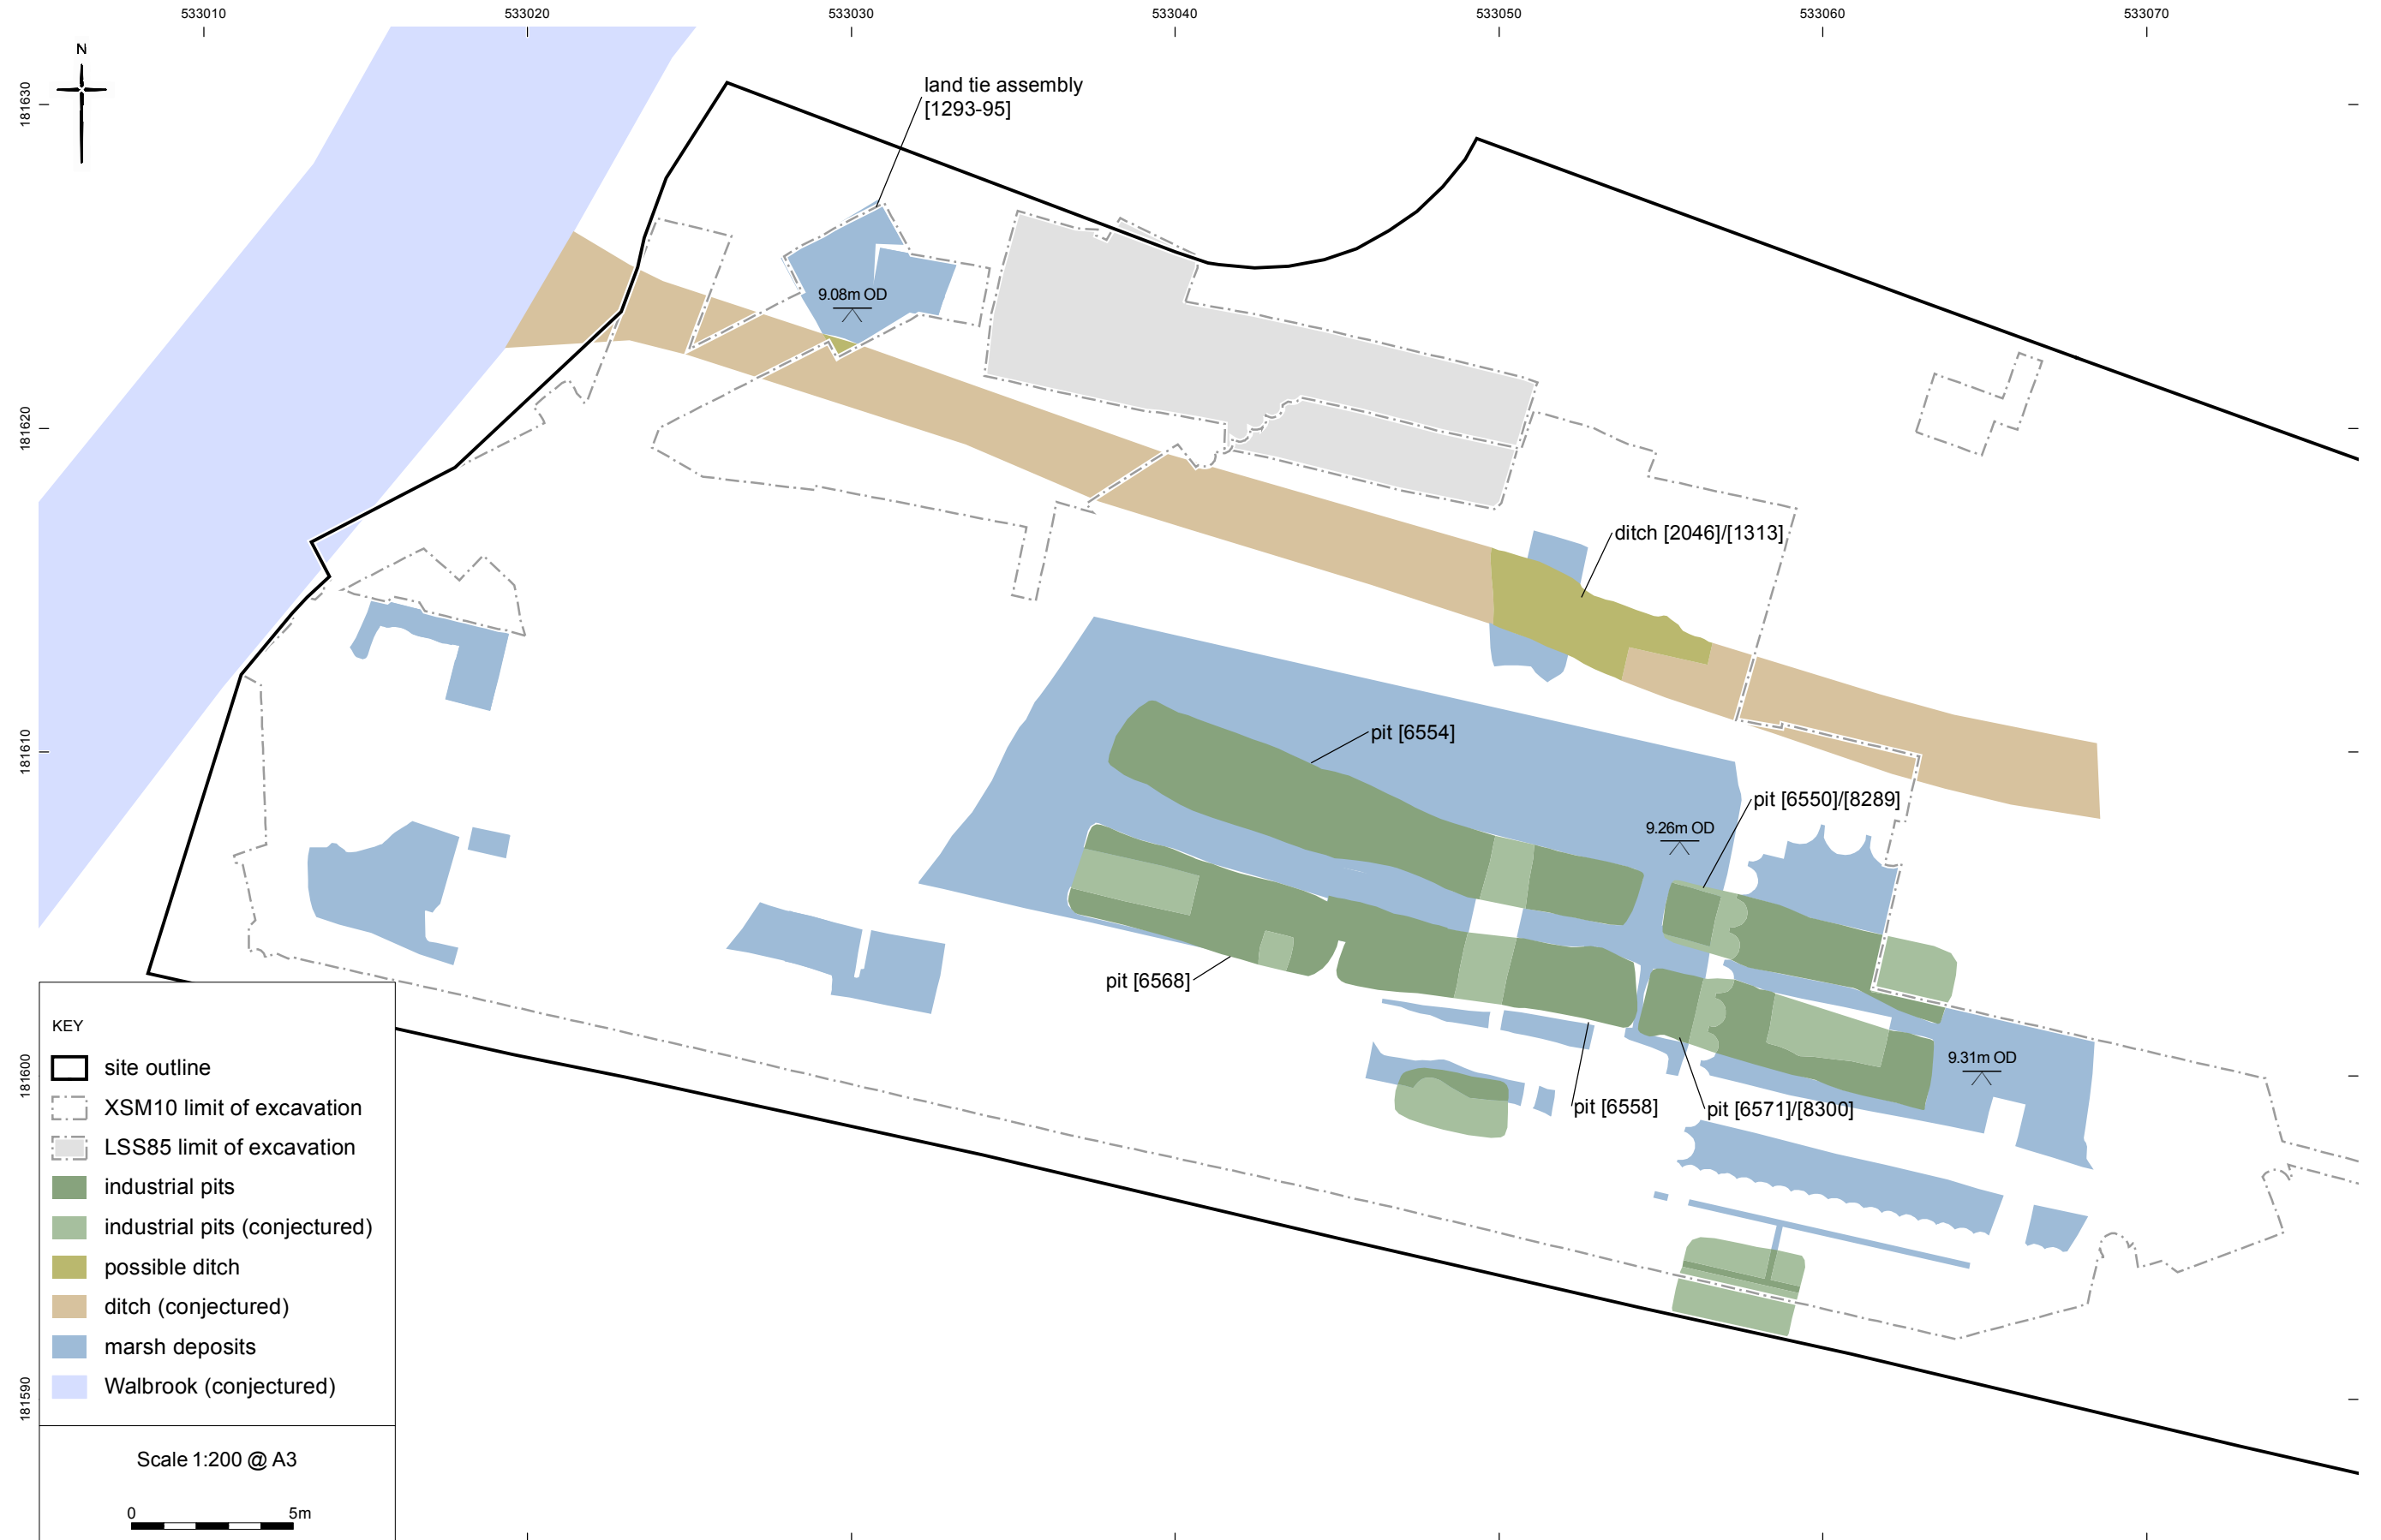 533010
533020
533030
533040
533050
533060
533070
N
181630
181620
181610
181600
181590
land tie assembly
[1293-95]
9.08m OD
ditch [2046]/[1313]
pit [6554]
pit [6550]/[8289]
9.26m OD
pit [6568]
9.31m OD
pit [6558]
pit [6571]/[8300]
KEY
site outline
XSM10 limit of excavation
LSS85 limit of excavation
industrial pits
industrial pits (conjectured)
possible ditch
ditch (conjectured)
marsh deposits
Walbrook (conjectured)
Scale 1:200 @ A3
0 5m